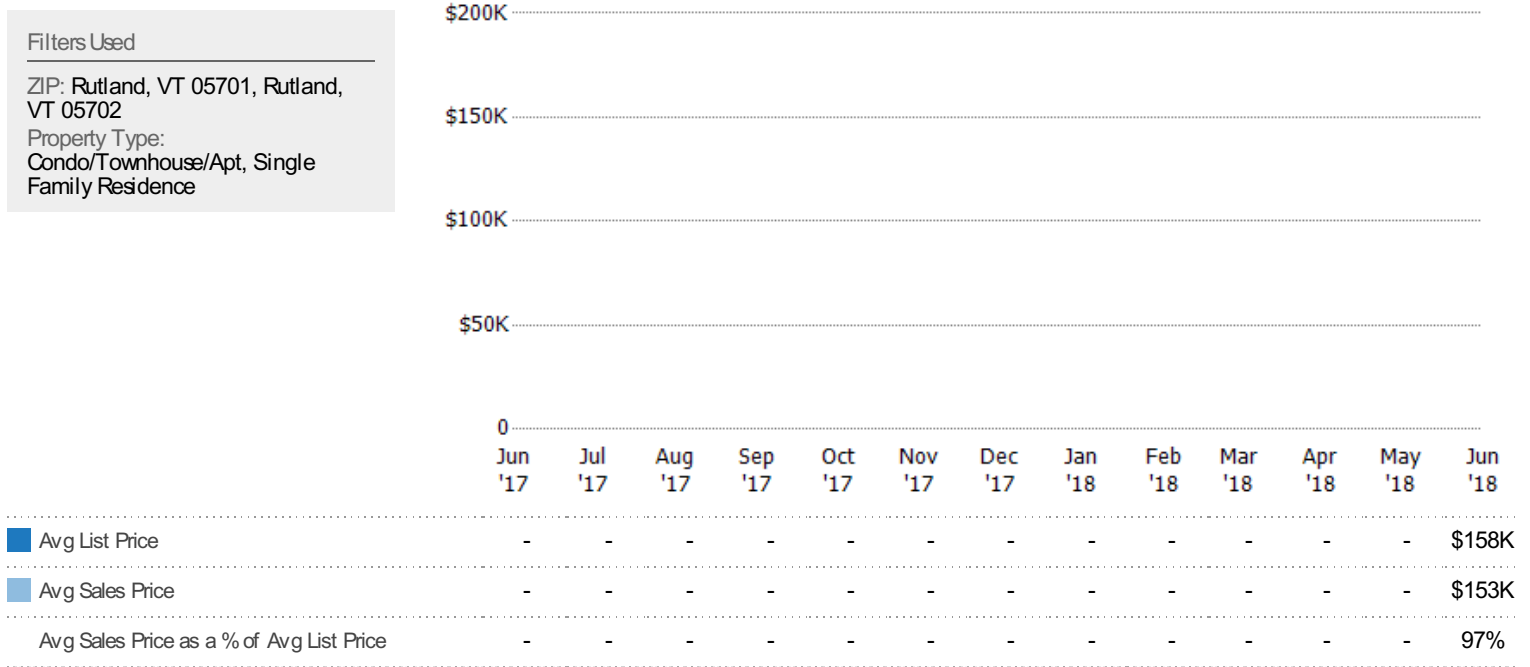 Filters Used
ZIP: Rutland, VT 05701, Rutland,
VT 05702
Property Type:
Condo/Townhouse/Apt, Single
Family Residence
$200K
$150K
$100K
$50K
0
Jun Jul Aug Sep Oct Nov Dec Jan Feb Mar Apr May Jun
'17 '17 '17 '17 '17 '17 '17 '18 '18 '18 '18 '18 '18
Avg List Price - - - - - - - - - - - - $158K
Avg Sales Price - - - - - - - - - - - - $153K
Avg Sales Price as a % of Avg List Price - - - - - - - - - - - - 97%